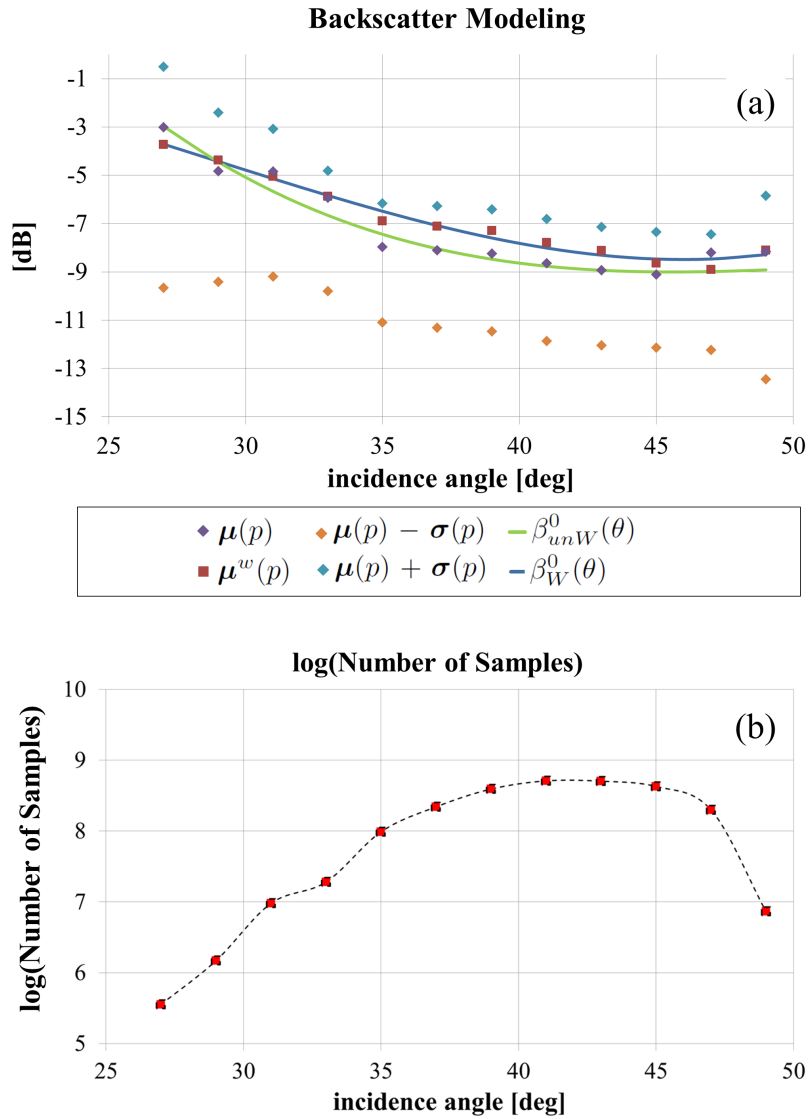 Backscatter Modeling
(a)
[dB]
-1
-3
-5
-7
-9
-11
-13
-15
25 30 35 40 45 50
incidence angle [deg]
μ(p) μ(p) − σ(p) β⁰unW(θ)
μʷ(p) μ(p) + σ(p) β⁰W(θ)
log(Number of Samples)
(b)
log(Number of Samples)
10
9
8
7
6
5
25 30 35 40 45 50
incidence angle [deg]